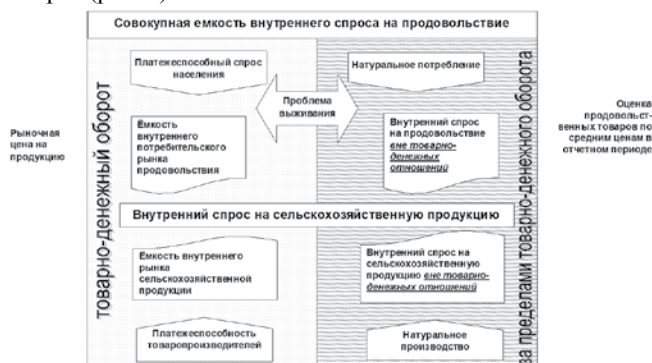 Совокупная емкость внутреннего спроса на продовольствие
Платежеспособный спрос
населения
Натуральное потребление
Проблема
выживания
Емкость
внутреннего
потребительского
рынка
продовольствия
Внутренний спрос
на продовольствие
вне товарно-
денежных
отношений
Рыночная
цена на
продукцию
товарно-денежный оборот
за пределами товарно-денежного оборота
Оценка
продовольст-
венных товаров по
средним ценам в
отчетном периоде
Внутренний спрос на сельскохозяйственную продукцию
Емкость внутреннего
рынка
сельскохозяйственной
продукции
Внутренний спрос на
сельскохозяйственную
продукцию вне товарно-
денежных отношений
Платежеспособность
товаропроизводителей
Натуральное
производство